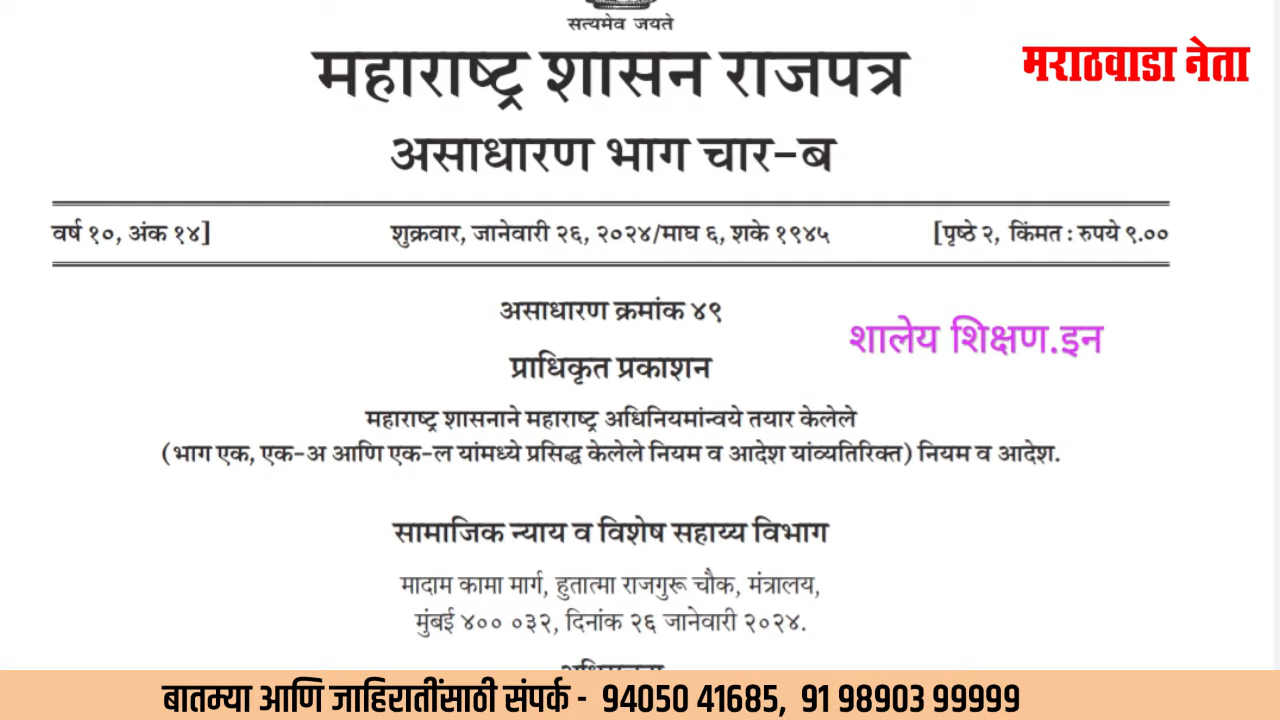 सत्यमेव जयते
महाराष्ट्र शासन राजपत्र
मराठवाडा नेता
असाधारण भाग चार-ब
वर्ष १०, अंक १४] शुक्रवार, जानेवारी २६, २०२४/माघ ६, शके १९४५ [पृष्ठे २, किंमत : रुपये ९.००
असाधारण क्रमांक ४९
शालेय शिक्षण.इन
प्राधिकृत प्रकाशन
महाराष्ट्र शासनाने महाराष्ट्र अधिनियमांन्वये तयार केलेले
(भाग एक, एक-अ आणि एक-ल यांमध्ये प्रसिद्ध केलेले नियम व आदेश यांव्यतिरिक्त) नियम व आदेश.
सामाजिक न्याय व विशेष सहाय्य विभाग
मादाम कामा मार्ग, हुतात्मा राजगुरू चौक, मंत्रालय,
मुंबई ४०० ०३२, दिनांक २६ जानेवारी २०२४.
बातम्या आणि जाहिरातींसाठी संपर्क - 94050 41685, 91 98903 99999